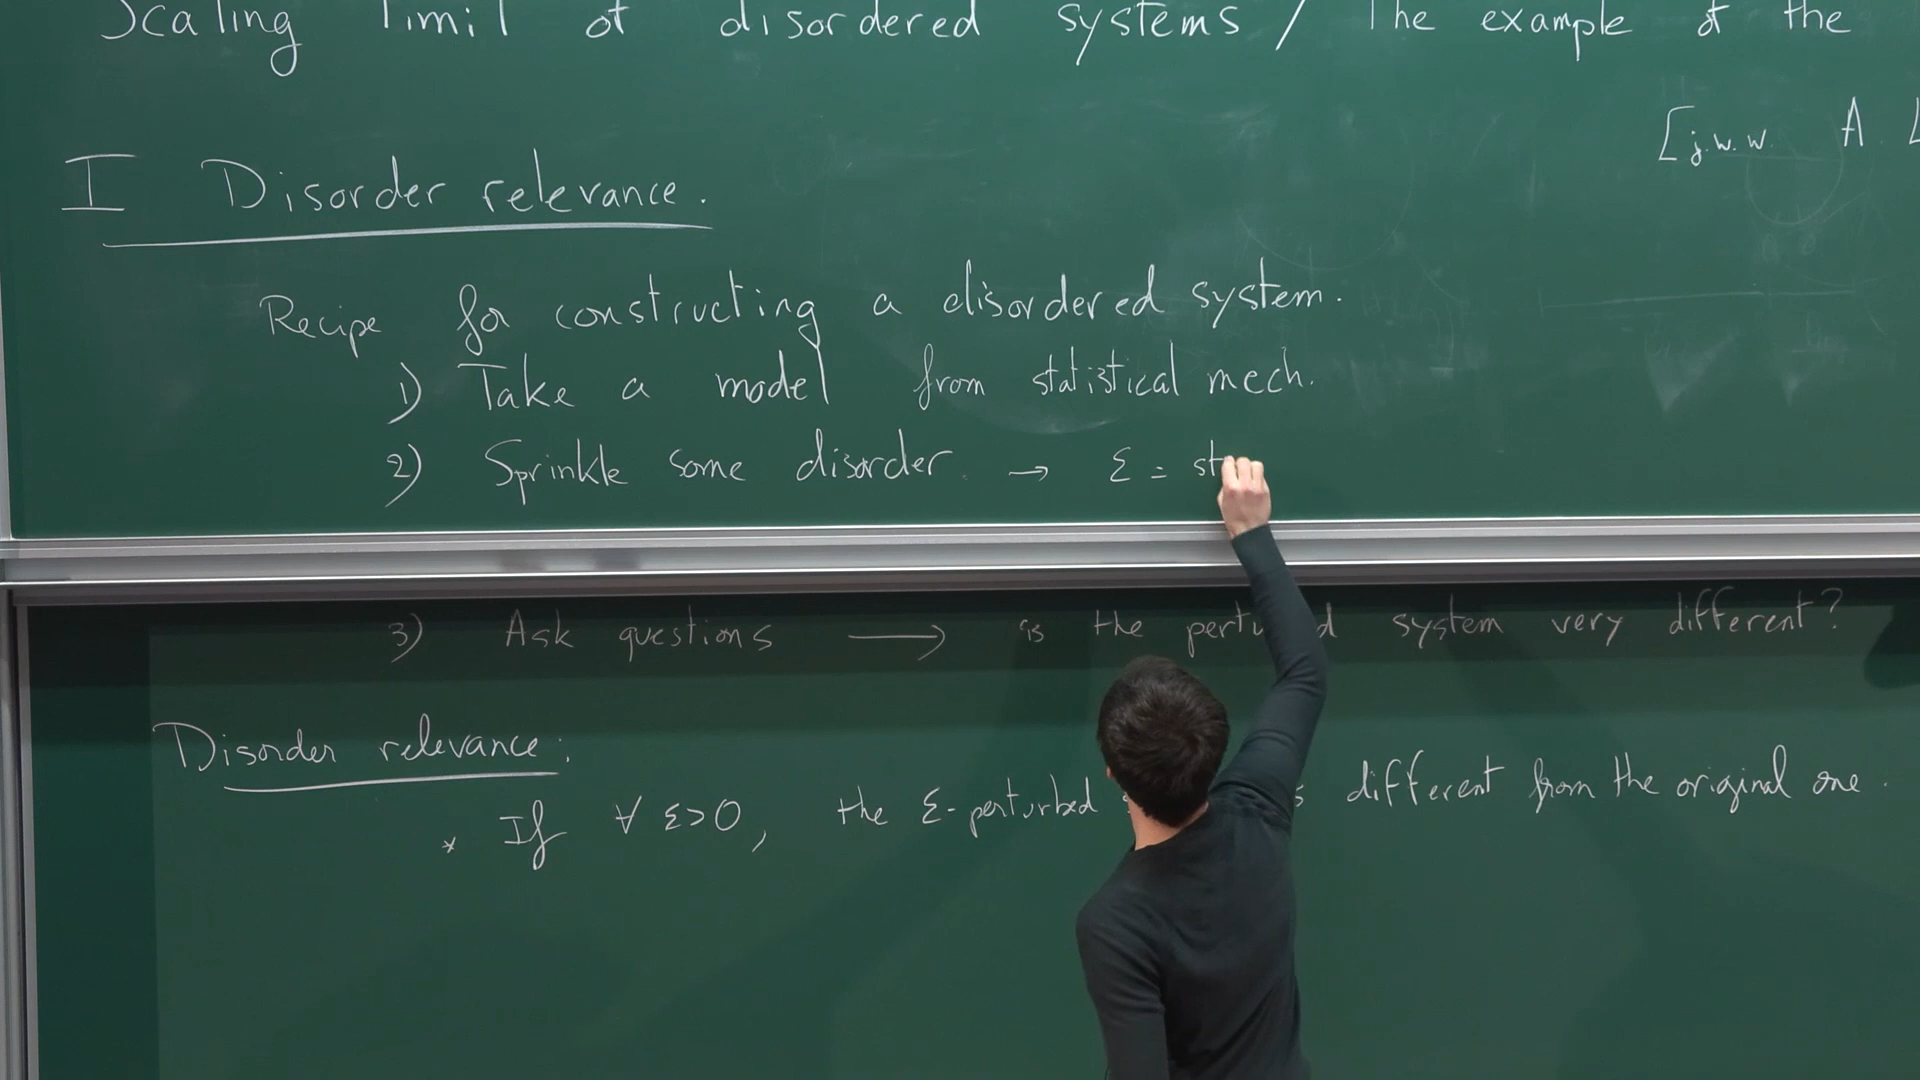 Scaling limit of disordered systems / The example of the
[j.w.w. A.
I Disorder relevance.
Recipe for constructing a disordered system.
1) Take a model from statistical mech.
2) Sprinkle some disorder. → ε = st
3) Ask questions ⟶ is the system very different?
Disorder relevance:
* If ∀ ε>0, the ε-perturbed different from the original one.